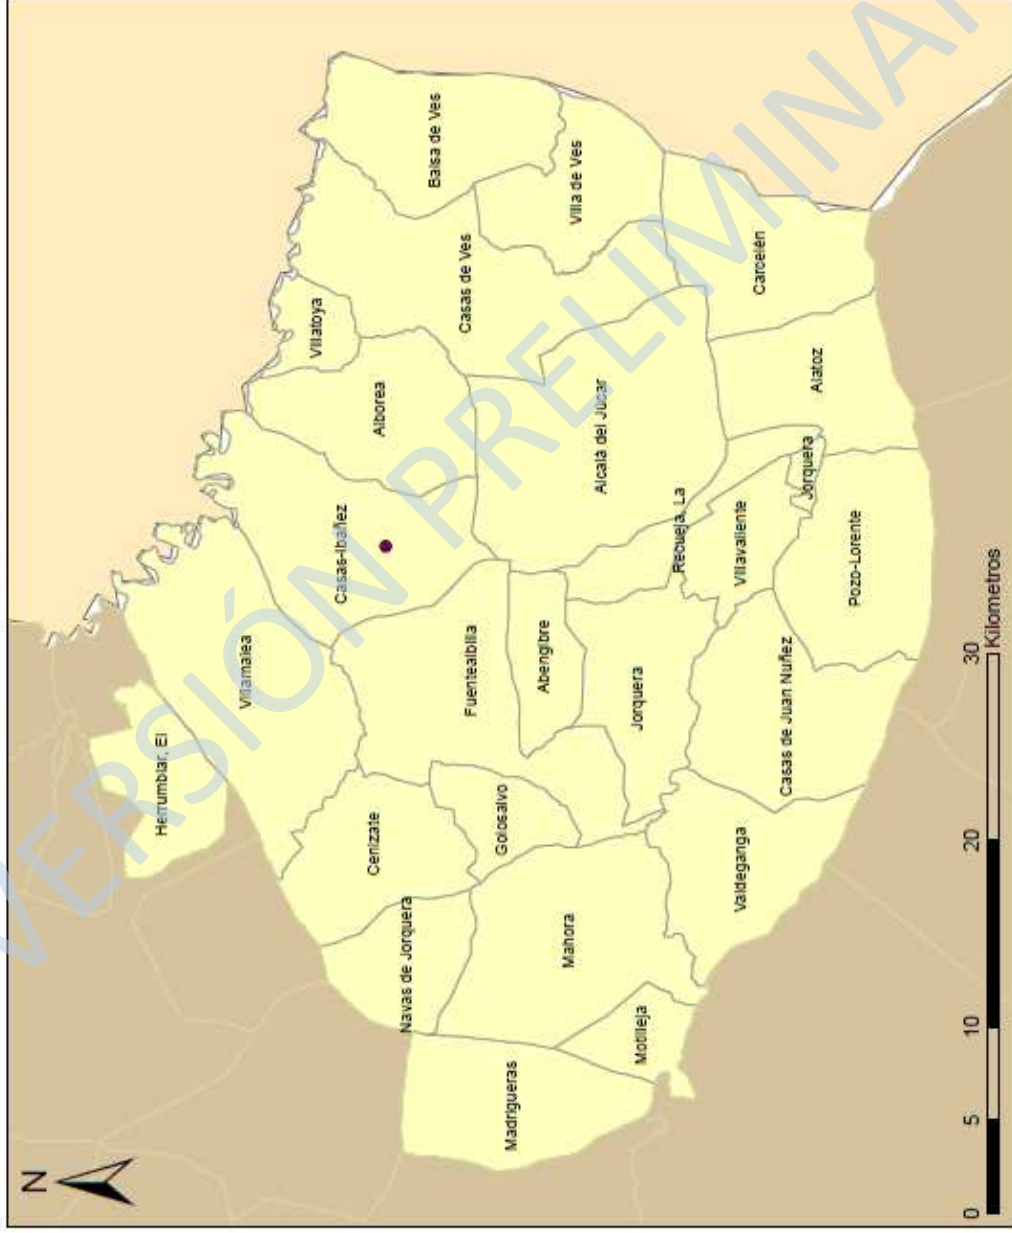 N
Herrumblar, El
Villamalea
Villatoya
Casas-Ibañez
Cenizate
Alborea
Navas de Jorquera
Balsa de Ves
Casas de Ves
Fuentealbilla
Golosalvo
Madrigueras
Abengibre
Mahora
Villa de Ves
Alcalá del Júcar
Jorquera
Motilleja
Recueja, La
Valdeganga
Villavaliente
Carcelén
Casas de Juan Nuñez
Jorquera
Alatoz
Pozo-Lorente
0 5 10 20 30
Kilometros
VERSIÓN PRELIMINAR